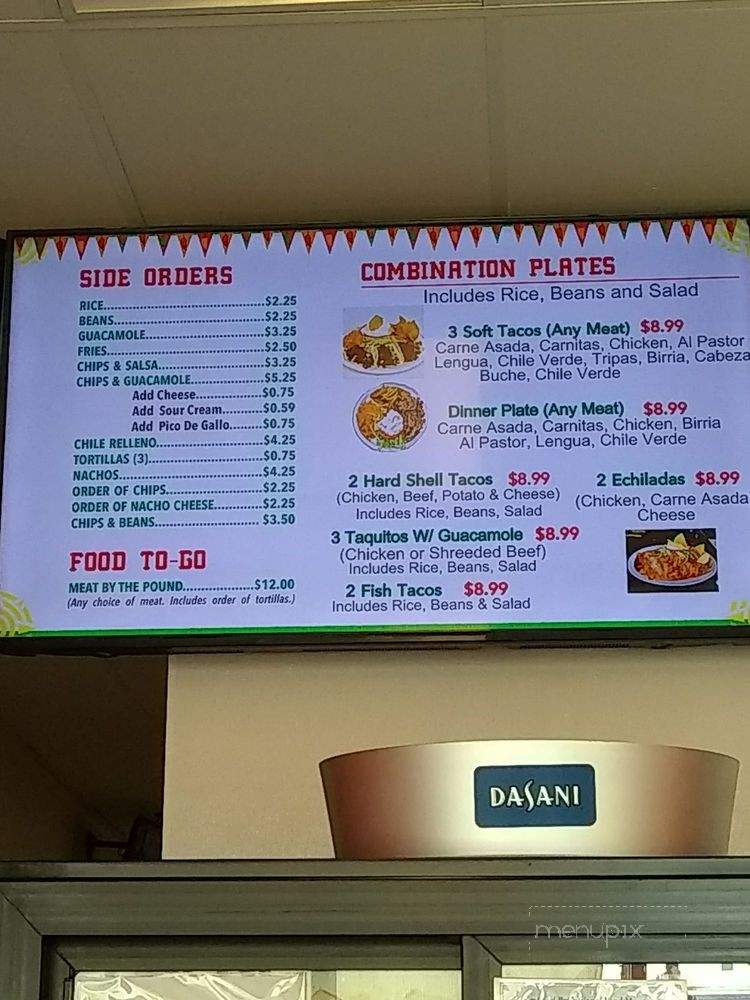 SIDE ORDERS
RICE..........................................$2.25
BEANS........................................$2.25
GUACAMOLE...........................$3.25
FRIES..........................................$2.50
CHIPS & SALSA.........................$3.25
CHIPS & GUACAMOLE.................$5.25
Add Cheese...............$0.75
Add Sour Cream..........$0.59
Add Pico De Gallo........$0.75
CHILE RELLENO.........................$4.25
TORTILLAS (3)...........................$0.75
NACHOS...................................$4.25
ORDER OF CHIPS......................$2.25
ORDER OF NACHO CHEESE...........$2.25
CHIPS & BEANS........................ $3.50
FOOD TO-GO
MEAT BY THE POUND.................$12.00
(Any choice of meat. Includes order of tortillas.)
COMBINATION PLATES
Includes Rice, Beans and Salad
3 Soft Tacos (Any Meat) $8.99
Carne Asada, Carnitas, Chicken, Al Pastor
Lengua, Chile Verde, Tripas, Birria, Cabeza
Buche, Chile Verde
Dinner Plate (Any Meat) $8.99
Carne Asada, Carnitas, Chicken, Birria
Al Pastor, Lengua, Chile Verde
2 Hard Shell Tacos $8.99
(Chicken, Beef, Potato & Cheese)
Includes Rice, Beans, Salad
2 Echiladas $8.99
(Chicken, Carne Asada
Cheese
3 Taquitos W/ Guacamole $8.99
(Chicken or Shreeded Beef)
Includes Rice, Beans, Salad
2 Fish Tacos $8.99
Includes Rice, Beans & Salad
DASANI
menupix